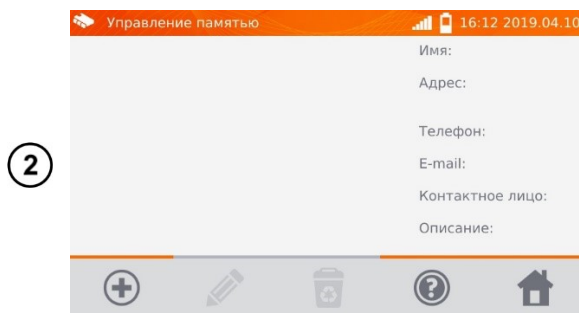 Управление памятью 16:12 2019.04.10
Имя:
Адрес:
Телефон:
2
E-mail:
Контактное лицо:
Описание: